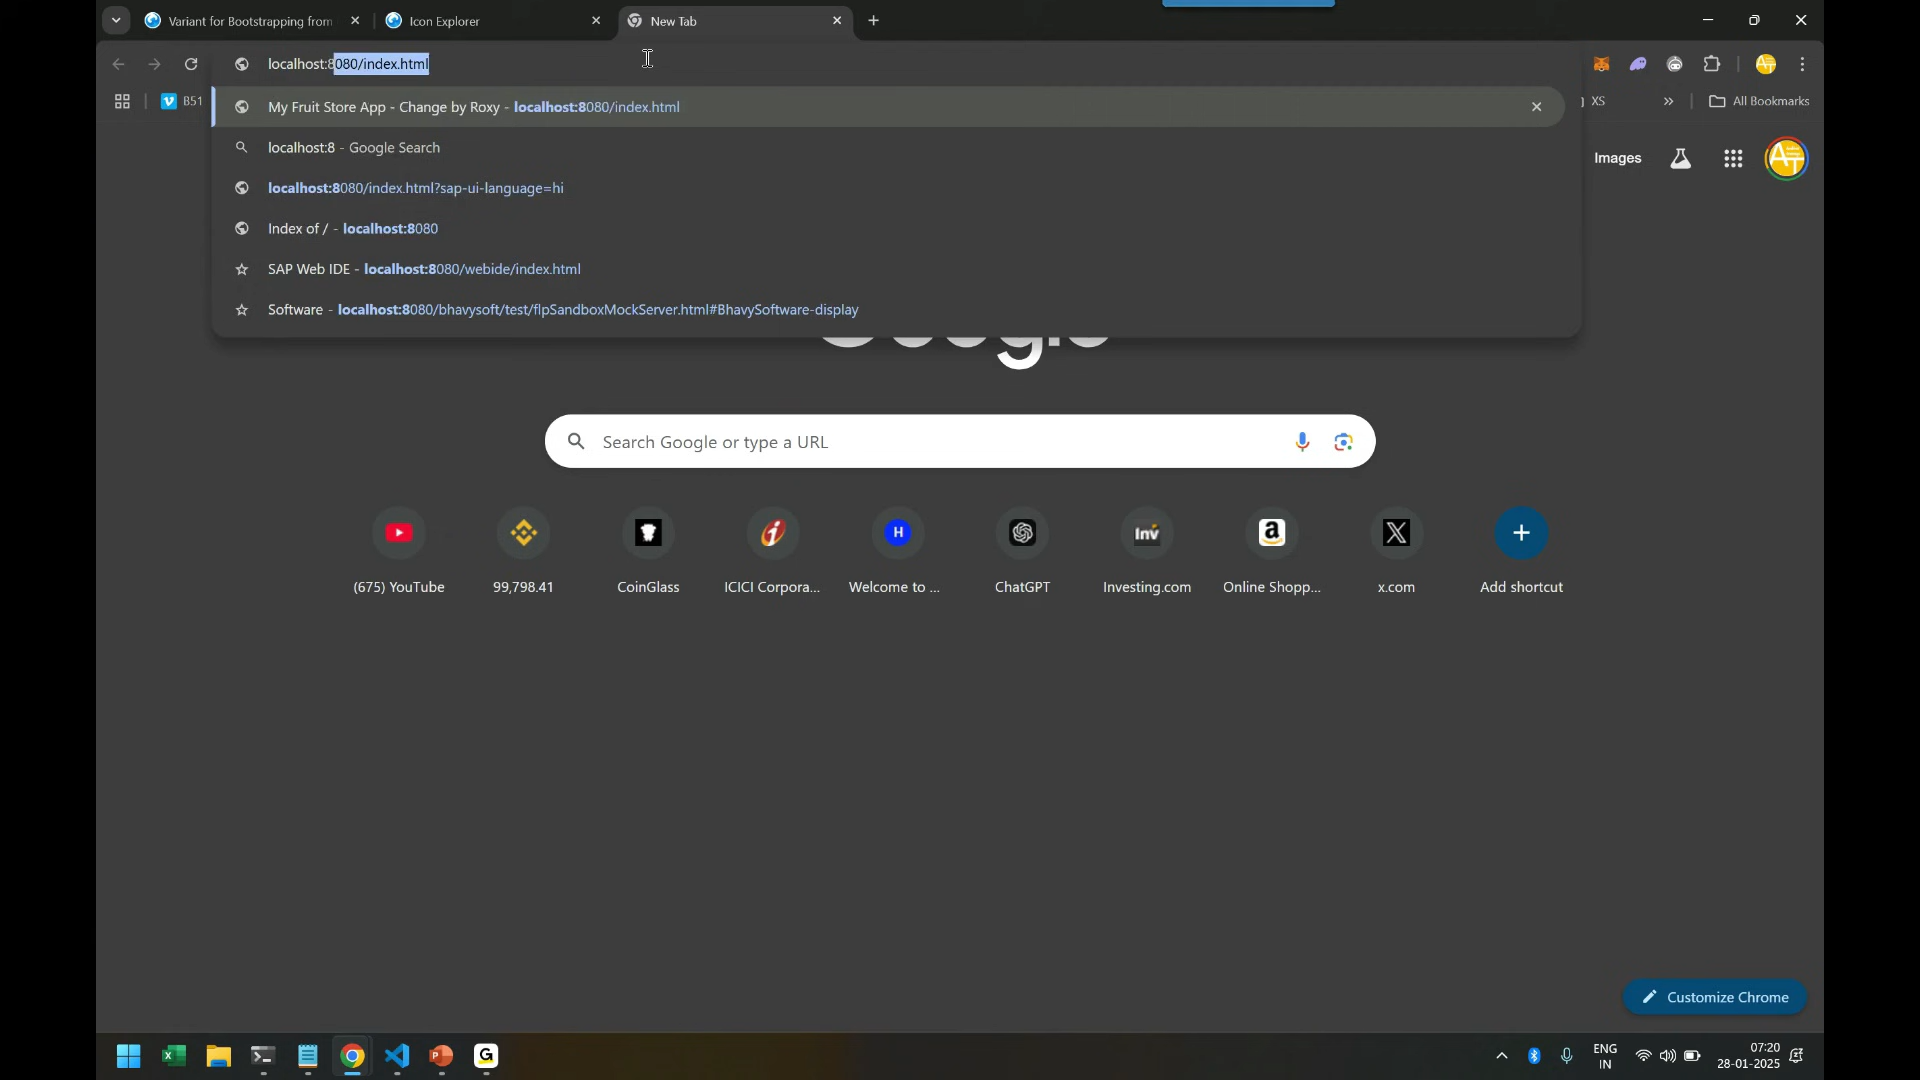 Variant for Bootstrapping from
Icon Explorer
New Tab
localhost:8080/index.html
B51
XS
All Bookmarks
My Fruit Store App - Change by Roxy - localhost:8080/index.html
localhost:8 - Google Search
localhost:8080/index.html?sap-ui-language=hi
Index of / - localhost:8080
SAP Web IDE - localhost:8080/webide/index.html
Software - localhost:8080/bhavysoft/test/flpSandboxMockServer.html#BhavySoftware-display
Images
Google
Search Google or type a URL
(675) YouTube
99,798.41
CoinGlass
ICICI Corpora...
Welcome to ...
ChatGPT
Investing.com
Online Shopp...
x.com
Add shortcut
Customize Chrome
ENG
IN
07:20
28-01-2025